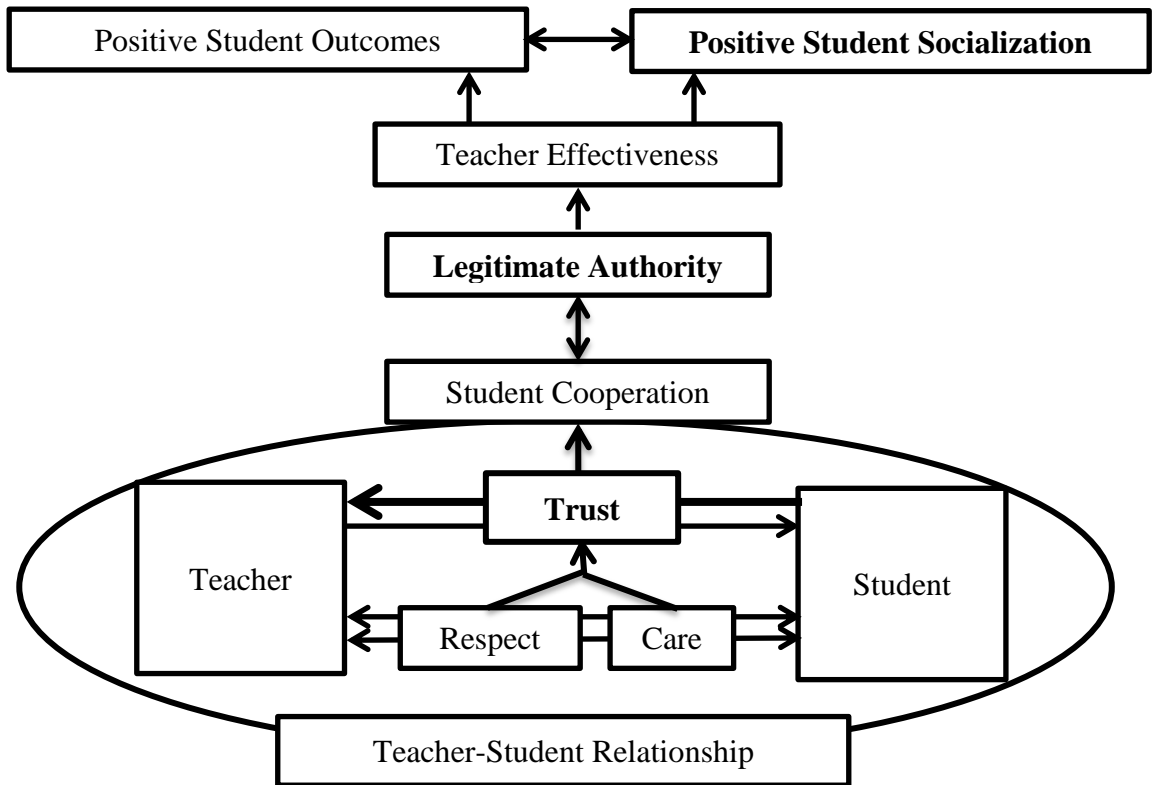 Positive Student Outcomes
Positive Student Socialization
Teacher Effectiveness
Legitimate Authority
Student Cooperation
Trust
Teacher
Student
Respect
Care
Teacher-Student Relationship